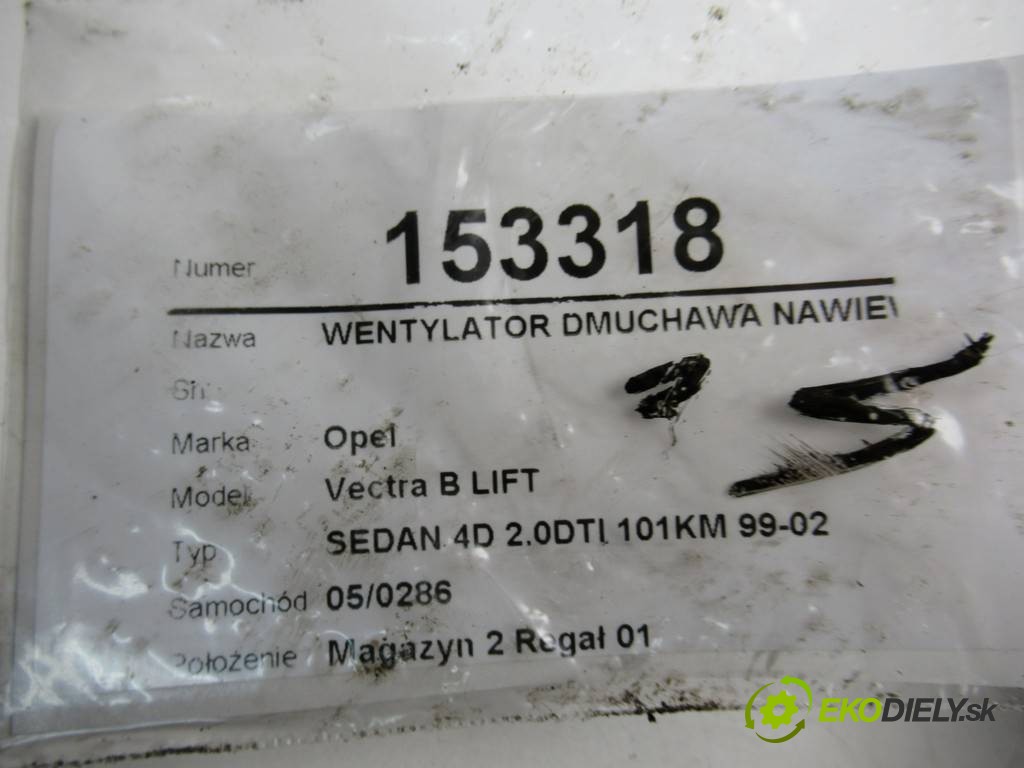 Numer 153318
Nazwa WENTYLATOR DMUCHAWA NAWIEW
Sh
Marka Opel
Model Vectra B LIFT
Typ SEDAN 4D 2.0DTI 101KM 99-02
Samochód 05/0286
Położenie Magazyn 2 Regał 01
EKODIELY.sk